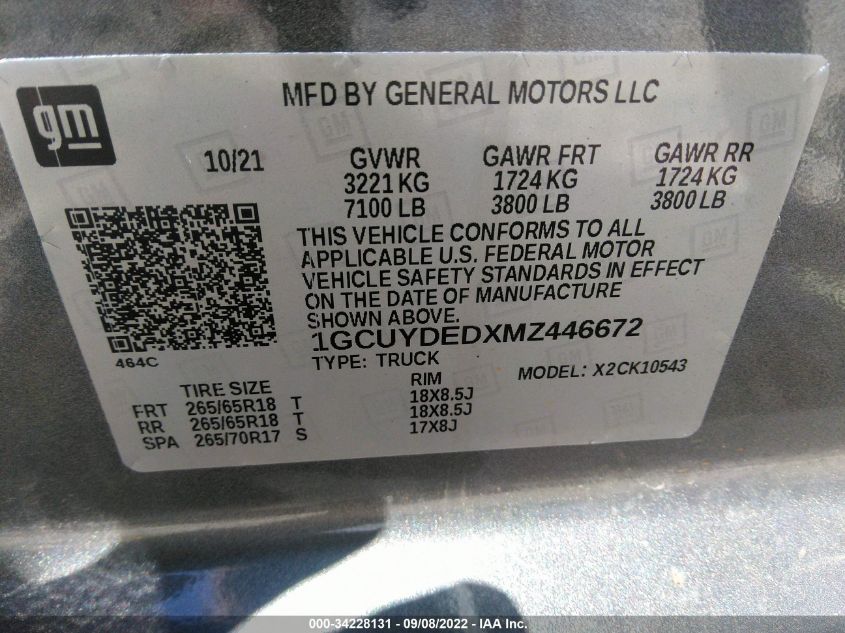 gm
MFD BY GENERAL MOTORS LLC
10/21 GVWR GAWR FRT GAWR RR
3221 KG 1724 KG 1724 KG
7100 LB 3800 LB 3800 LB
THIS VEHICLE CONFORMS TO ALL
APPLICABLE U.S. FEDERAL MOTOR
VEHICLE SAFETY STANDARDS IN EFFECT
ON THE DATE OF MANUFACTURE
SHOWN ABOVE.
1GCUYDEDXMZ446672
464C TYPE: TRUCK MODEL: X2CK10543
TIRE SIZE RIM
FRT 265/65R18 T 18X8.5J
RR 265/65R18 T 18X8.5J
SPA 265/70R17 S 17X8J
000-34228131 - 09/08/2022 - IAA Inc.